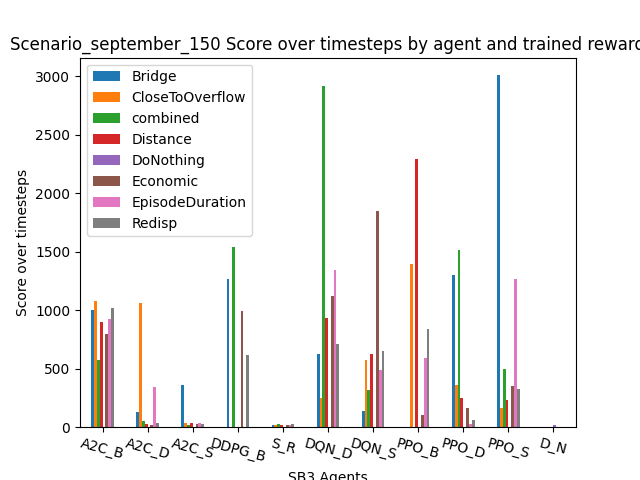 Scenario_september_150 Score over timesteps by agent and trained reward
Score over timesteps
3000
2500
2000
1500
1000
500
0
Bridge
CloseToOverflow
combined
Distance
DoNothing
Economic
EpisodeDuration
Redisp
A2C_B
A2C_D
A2C_S
DDPG_B
S_R
DQN_D
DQN_S
PPO_B
PPO_D
PPO_S
D_N
SB3 Agents